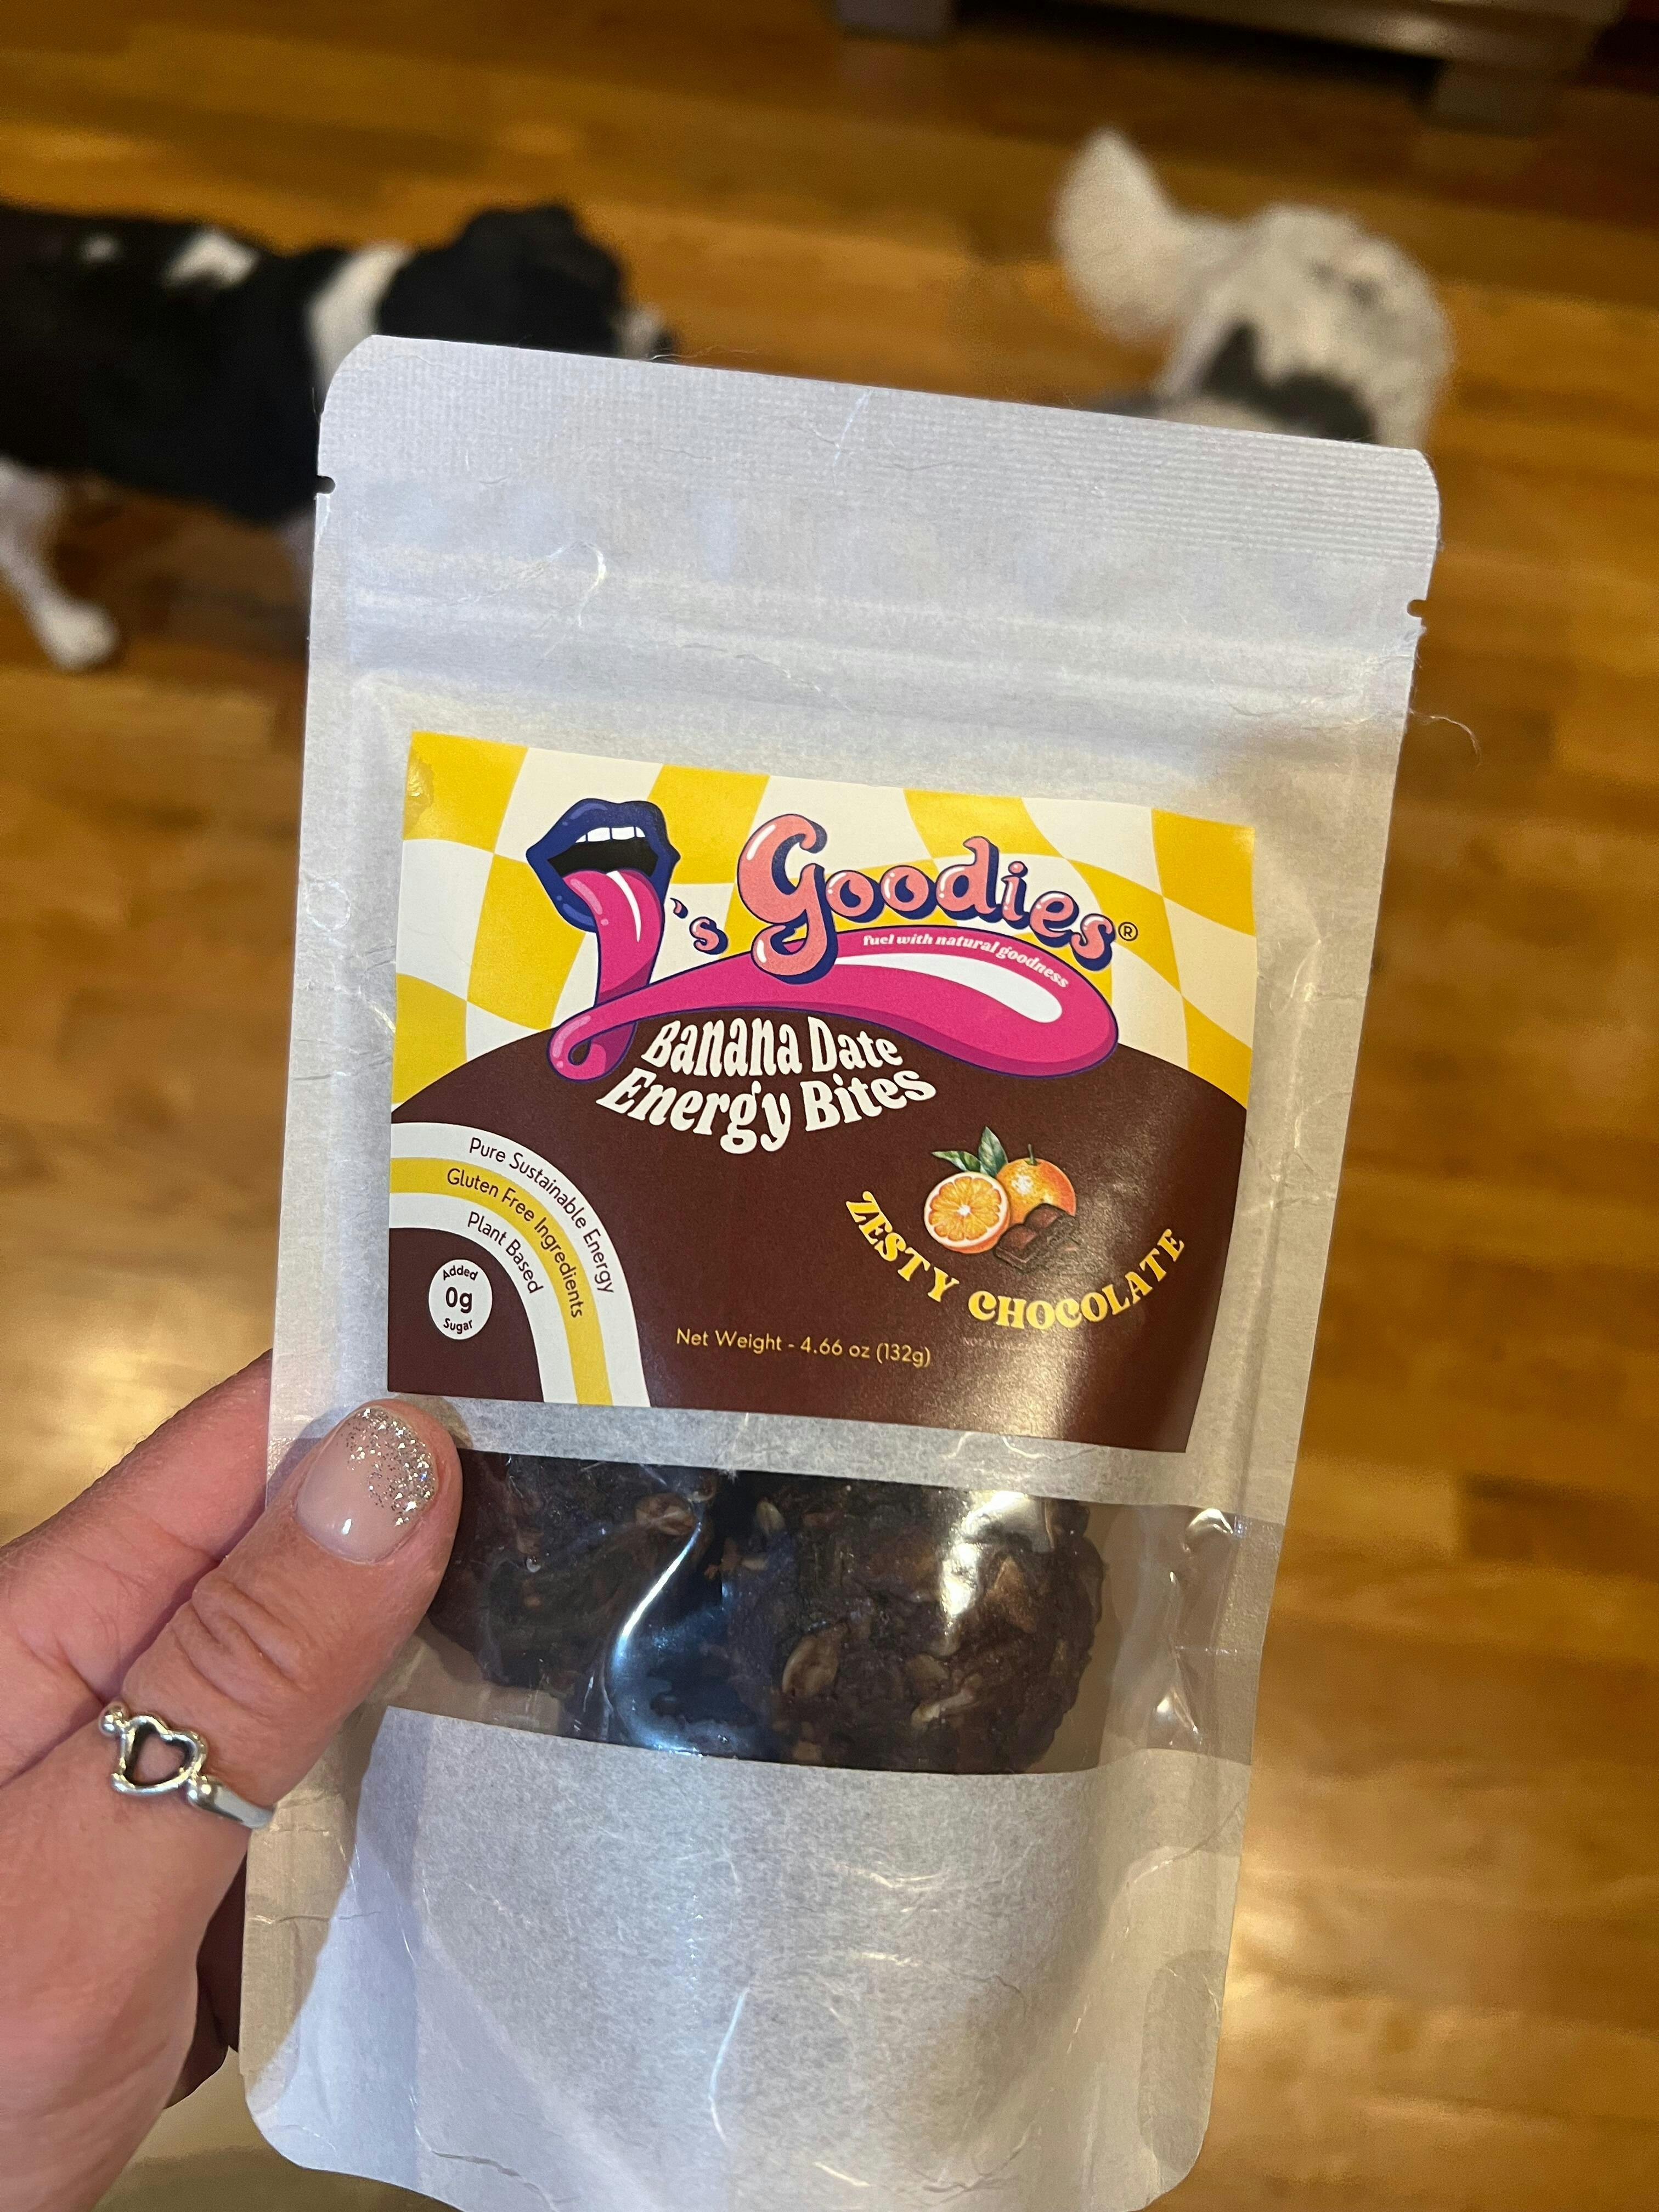 's Goodies®
fuel with natural goodness
Banana Date
Energy Bites
Pure Sustainable Energy
Gluten Free Ingredients
Plant Based
Added
0g
Sugar
ZESTY CHOCOLATE
Net Weight - 4.66 oz (132g)